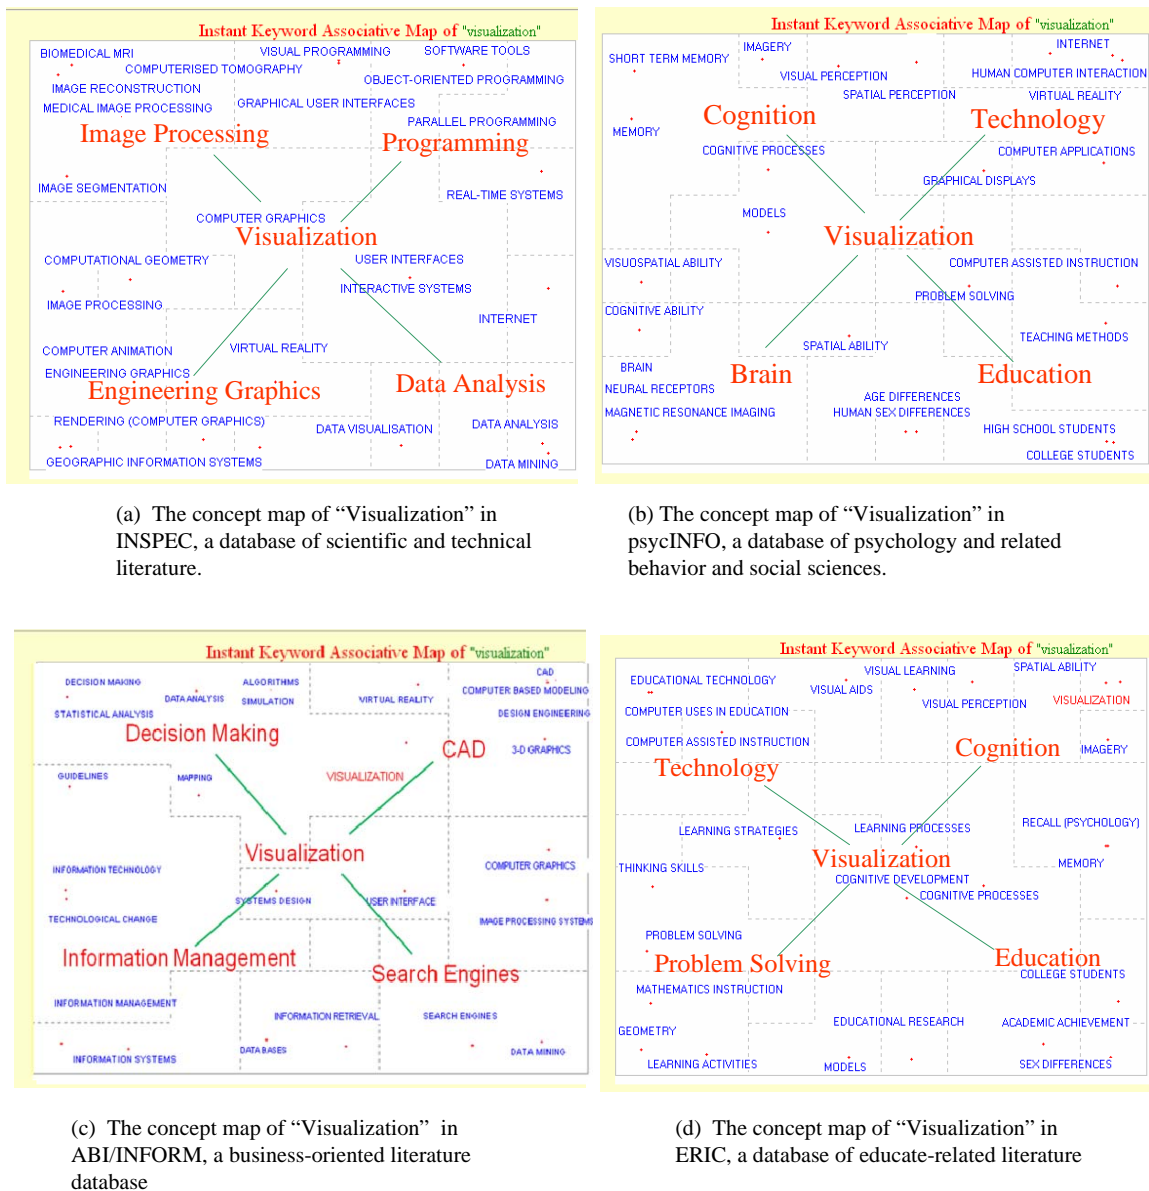 Instant Keyword Associative Map of "visualization"
BIOMEDICAL MRI
VISUAL PROGRAMMING
SOFTWARE TOOLS
COMPUTERISED TOMOGRAPHY
OBJECT-ORIENTED PROGRAMMING
IMAGE RECONSTRUCTION
MEDICAL IMAGE PROCESSING
GRAPHICAL USER INTERFACES
PARALLEL PROGRAMMING
Image Processing
Programming
IMAGE SEGMENTATION
REAL-TIME SYSTEMS
COMPUTER GRAPHICS
Visualization
COMPUTATIONAL GEOMETRY
USER INTERFACES
INTERACTIVE SYSTEMS
IMAGE PROCESSING
INTERNET
COMPUTER ANIMATION
VIRTUAL REALITY
ENGINEERING GRAPHICS
Engineering Graphics
Data Analysis
RENDERING (COMPUTER GRAPHICS)
DATA VISUALISATION
DATA ANALYSIS
GEOGRAPHIC INFORMATION SYSTEMS
DATA MINING
(a) The concept map of “Visualization” in
INSPEC, a database of scientific and technical
literature.
Instant Keyword Associative Map of "visualization"
IMAGERY
INTERNET
SHORT TERM MEMORY
VISUAL PERCEPTION
HUMAN COMPUTER INTERACTION
SPATIAL PERCEPTION
VIRTUAL REALITY
Cognition
Technology
MEMORY
COGNITIVE PROCESSES
COMPUTER APPLICATIONS
GRAPHICAL DISPLAYS
MODELS
Visualization
VISUOSPATIAL ABILITY
COMPUTER ASSISTED INSTRUCTION
PROBLEM SOLVING
COGNITIVE ABILITY
TEACHING METHODS
SPATIAL ABILITY
BRAIN
Brain
Education
NEURAL RECEPTORS
AGE DIFFERENCES
MAGNETIC RESONANCE IMAGING
HUMAN SEX DIFFERENCES
HIGH SCHOOL STUDENTS
COLLEGE STUDENTS
(b) The concept map of “Visualization” in
psycINFO, a database of psychology and related
behavior and social sciences.
Instant Keyword Associative Map of "visualization"
CAD
DECISION MAKING
ALGORITHMS
DATA ANALYSIS
SIMULATION
VIRTUAL REALITY
COMPUTER BASED MODELING
STATISTICAL ANALYSIS
DESIGN ENGINEERING
Decision Making
CAD
3-D GRAPHICS
GUIDELINES
MAPPING
VISUALIZATION
Visualization
INFORMATION TECHNOLOGY
COMPUTER GRAPHICS
SYSTEMS DESIGN
USER INTERFACE
TECHNOLOGICAL CHANGE
IMAGE PROCESSING SYSTEMS
Information Management
Search Engines
INFORMATION MANAGEMENT
INFORMATION RETRIEVAL
SEARCH ENGINES
INFORMATION SYSTEMS
DATABASES
DATA MINING
(c) The concept map of “Visualization” in
ABI/INFORM, a business-oriented literature
database
Instant Keyword Associative Map of "visualization"
VISUAL LEARNING
SPATIAL ABILITY
EDUCATIONAL TECHNOLOGY
VISUAL AIDS
VISUAL PERCEPTION
VISUALIZATION
COMPUTER USES IN EDUCATION
COMPUTER ASSISTED INSTRUCTION
Cognition
IMAGERY
Technology
LEARNING STRATEGIES
LEARNING PROCESSES
RECALL (PSYCHOLOGY)
Visualization
THINKING SKILLS
MEMORY
COGNITIVE DEVELOPMENT
COGNITIVE PROCESSES
PROBLEM SOLVING
Problem Solving
Education
COLLEGE STUDENTS
MATHEMATICS INSTRUCTION
GEOMETRY
EDUCATIONAL RESEARCH
ACADEMIC ACHIEVEMENT
LEARNING ACTIVITIES
MODELS
SEX DIFFERENCES
(d) The concept map of “Visualization” in
ERIC, a database of educate-related literature